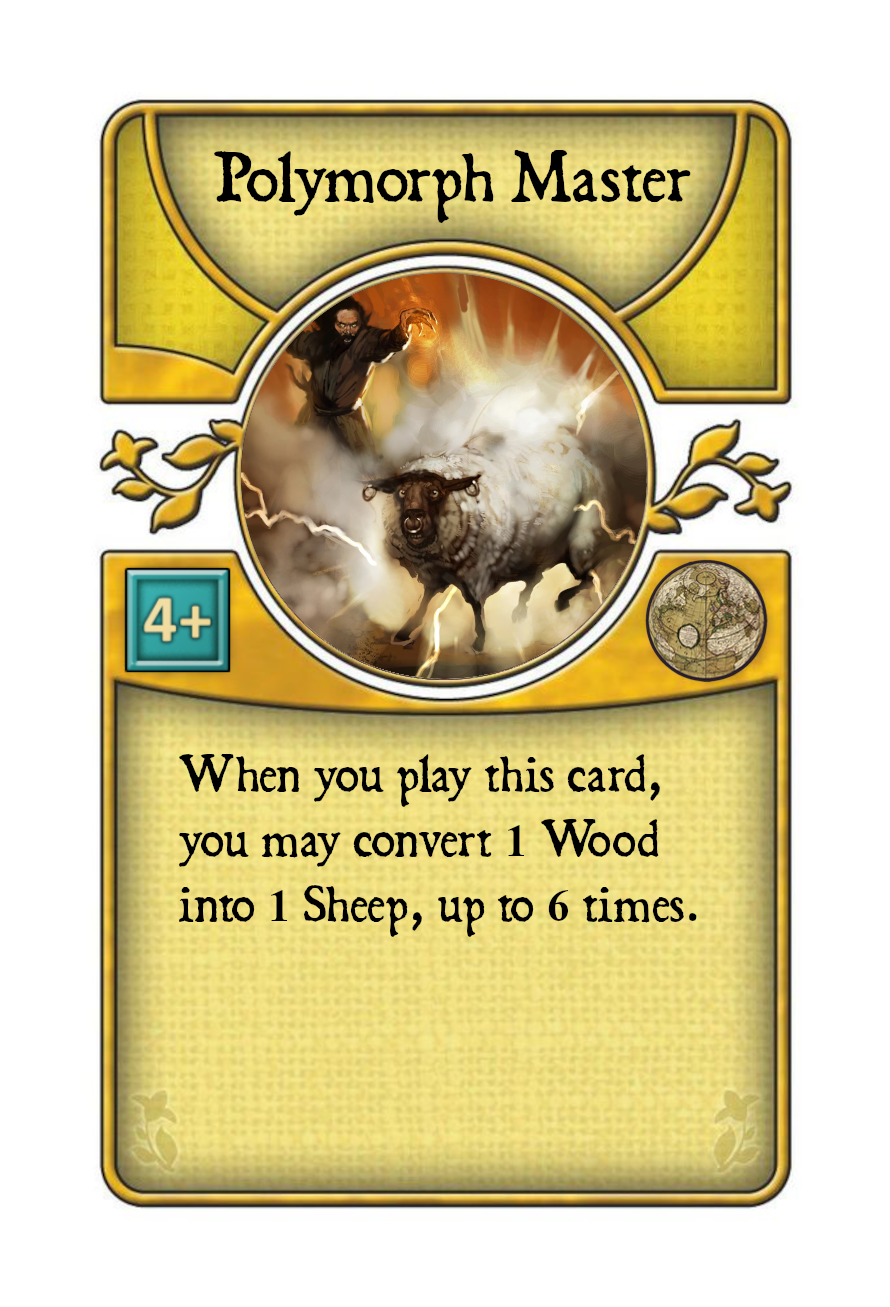 Polymorph Master
4+
When you play this card,
you may convert 1 Wood
into 1 Sheep, up to 6 times.